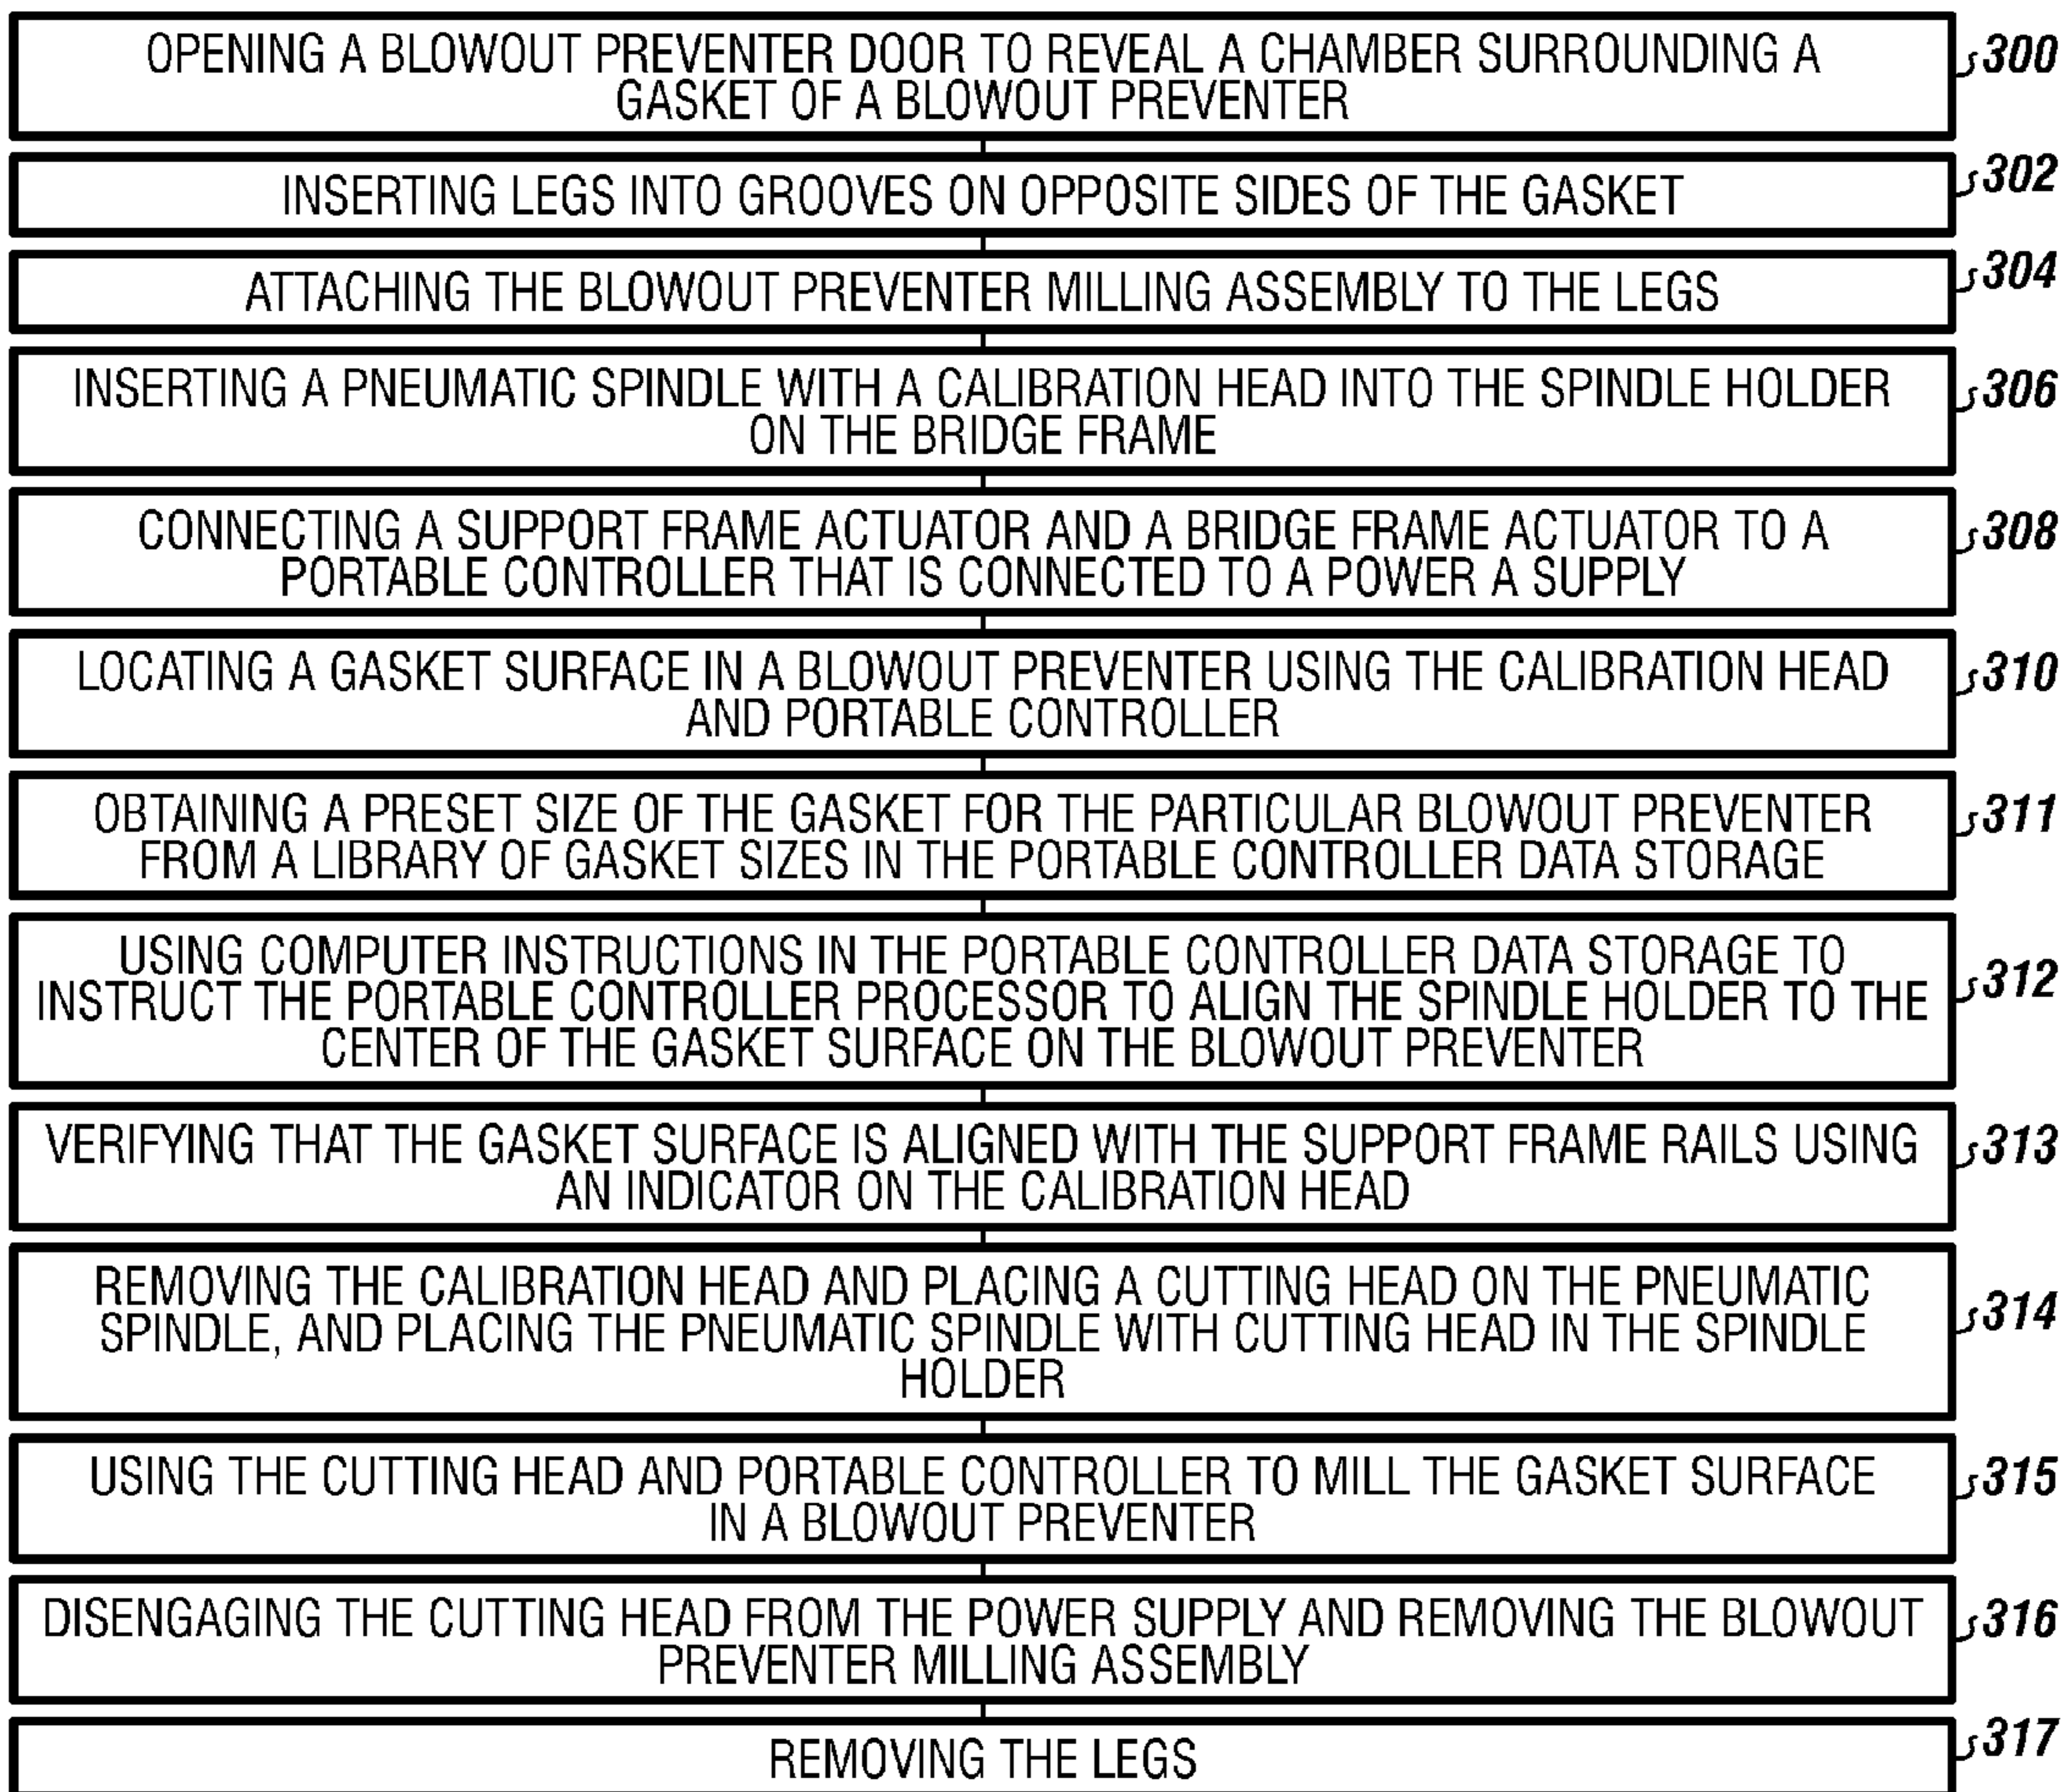 OPENING A BLOWOUT PREVENTER DOOR TO REVEAL A CHAMBER SURROUNDING A
GASKET OF A BLOWOUT PREVENTER
300
INSERTING LEGS INTO GROOVES ON OPPOSITE SIDES OF THE GASKET
302
ATTACHING THE BLOWOUT PREVENTER MILLING ASSEMBLY TO THE LEGS
304
INSERTING A PNEUMATIC SPINDLE WITH A CALIBRATION HEAD INTO THE SPINDLE HOLDER
ON THE BRIDGE FRAME
306
CONNECTING A SUPPORT FRAME ACTUATOR AND A BRIDGE FRAME ACTUATOR TO A
PORTABLE CONTROLLER THAT IS CONNECTED TO A POWER A SUPPLY
308
LOCATING A GASKET SURFACE IN A BLOWOUT PREVENTER USING THE CALIBRATION HEAD
AND PORTABLE CONTROLLER
310
OBTAINING A PRESET SIZE OF THE GASKET FOR THE PARTICULAR BLOWOUT PREVENTER
FROM A LIBRARY OF GASKET SIZES IN THE PORTABLE CONTROLLER DATA STORAGE
311
USING COMPUTER INSTRUCTIONS IN THE PORTABLE CONTROLLER DATA STORAGE TO
INSTRUCT THE PORTABLE CONTROLLER PROCESSOR TO ALIGN THE SPINDLE HOLDER TO THE
CENTER OF THE GASKET SURFACE ON THE BLOWOUT PREVENTER
312
VERIFYING THAT THE GASKET SURFACE IS ALIGNED WITH THE SUPPORT FRAME RAILS USING
AN INDICATOR ON THE CALIBRATION HEAD
313
REMOVING THE CALIBRATION HEAD AND PLACING A CUTTING HEAD ON THE PNEUMATIC
SPINDLE, AND PLACING THE PNEUMATIC SPINDLE WITH CUTTING HEAD IN THE SPINDLE
HOLDER
314
USING THE CUTTING HEAD AND PORTABLE CONTROLLER TO MILL THE GASKET SURFACE
IN A BLOWOUT PREVENTER
315
DISENGAGING THE CUTTING HEAD FROM THE POWER SUPPLY AND REMOVING THE BLOWOUT
PREVENTER MILLING ASSEMBLY
316
REMOVING THE LEGS
317